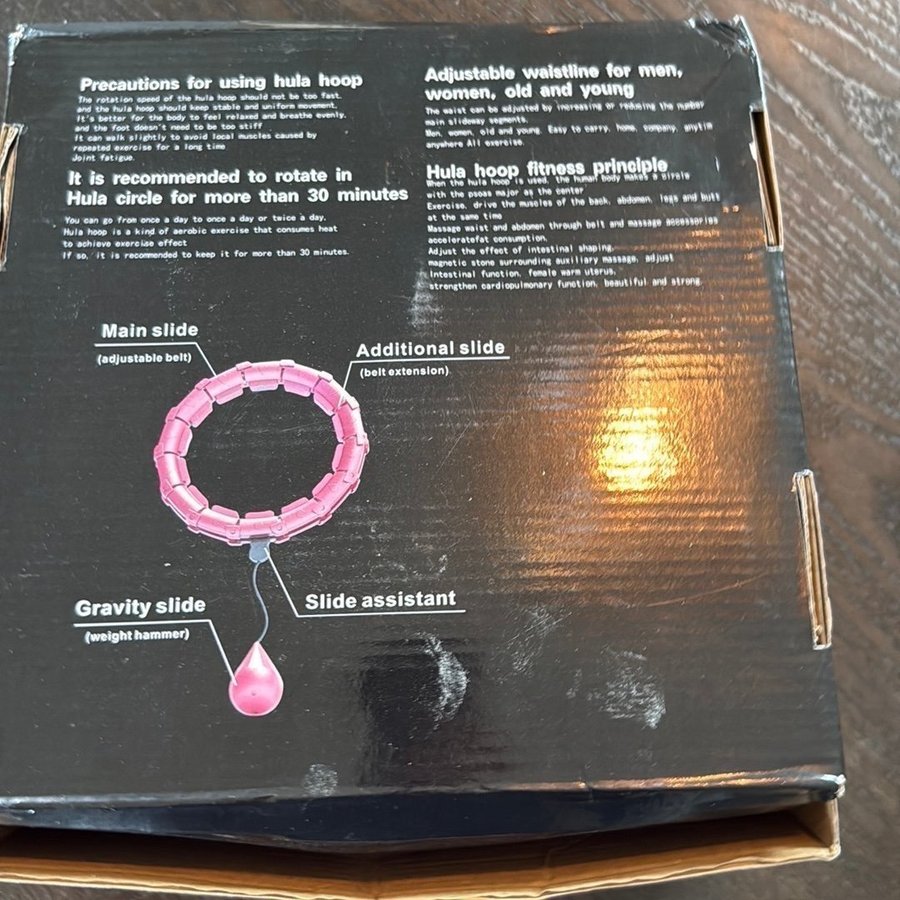 Precautions for using hula hoop
The rotation speed of the hula hoop should not be too fast.
and the hula hoop should keep stable and uniform movement.
It's better for the body to feel relaxed and breathe evenly.
and the foot doesn't need to be too stiff
It can walk slightly to avoid local muscles caused by
repeated exercise for a long time
Joint fatigue.
It is recommended to rotate in
Hula circle for more than 30 minutes
You can go from once a day to once a day or twice a day.
Hula hoop is a kind of aerobic exercise that consumes heat
to achieve exercise effect
If so, it is recommended to keep it for more than 30 minutes.
Adjustable waistline for men,
women, old and young
The waist can be adjusted by increasing or reducing the number
main slideway segments.
Men, women, old and young. Easy to carry. home, company, anytim
anywhere All exercise.
Hula hoop fitness principle
When the hula hoop is used, the human body makes a circle
with the psoas major as the center
Exercise, drive the muscles of the back, abdomen, legs and butt
at the same time
Massage waist and abdomen through belt and massage accessories
acceleratefat consumption.
Adjust the effect of intestinal shaping.
magnetic stone surrounding auxiliary massage, adjust
Intestinal function, female warm uterus.
strengthen cardiopulmonary function, beautiful and strong
Main slide
(adjustable belt)
Additional slide
(belt extension)
Gravity slide
(weight hammer)
Slide assistant